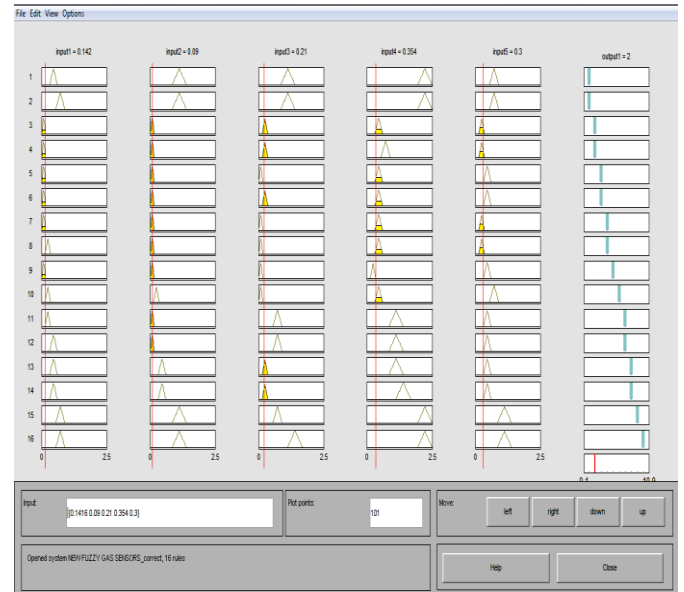 File Edit View Options
input1 = 0.142
input2 = 0.09
input3 = 0.21
input4 = 0.354
input5 = 0.3
output1 = 2
1
2
3
4
5
6
7
8
9
10
11
12
13
14
15
16
0 2.5
0 2.5
0 2.5
0 2.5
0 2.5
0.1 10.9
Input:
[0.1416 0.09 0.21 0.354 0.3]
Plot points:
101
Move:
left
right
down
up
Opened system NEW FUZZY GAS SENSORS_correct, 16 rules
Help
Close